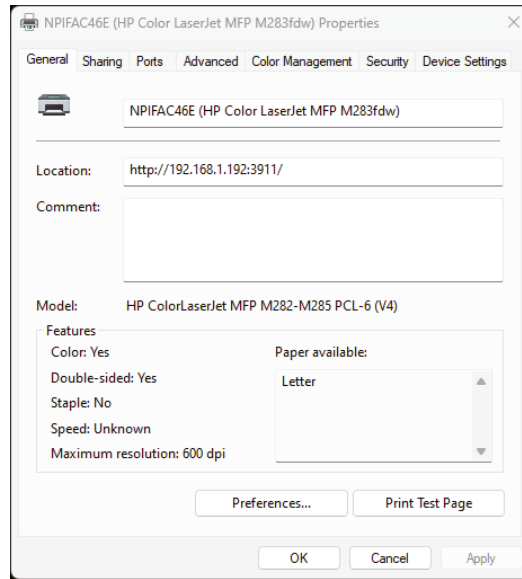 NPIFAC46E (HP Color LaserJet MFP M283fdw) Properties
General Sharing Ports Advanced Color Management Security Device Settings
NPIFAC46E (HP Color LaserJet MFP M283fdw)
Location: http://192.168.1.192:3911/
Comment:
Model: HP ColorLaserJet MFP M282-M285 PCL-6 (V4)
Features
Color: Yes Paper available:
Double-sided: Yes Letter
Staple: No
Speed: Unknown
Maximum resolution: 600 dpi
Preferences... Print Test Page
OK Cancel Apply